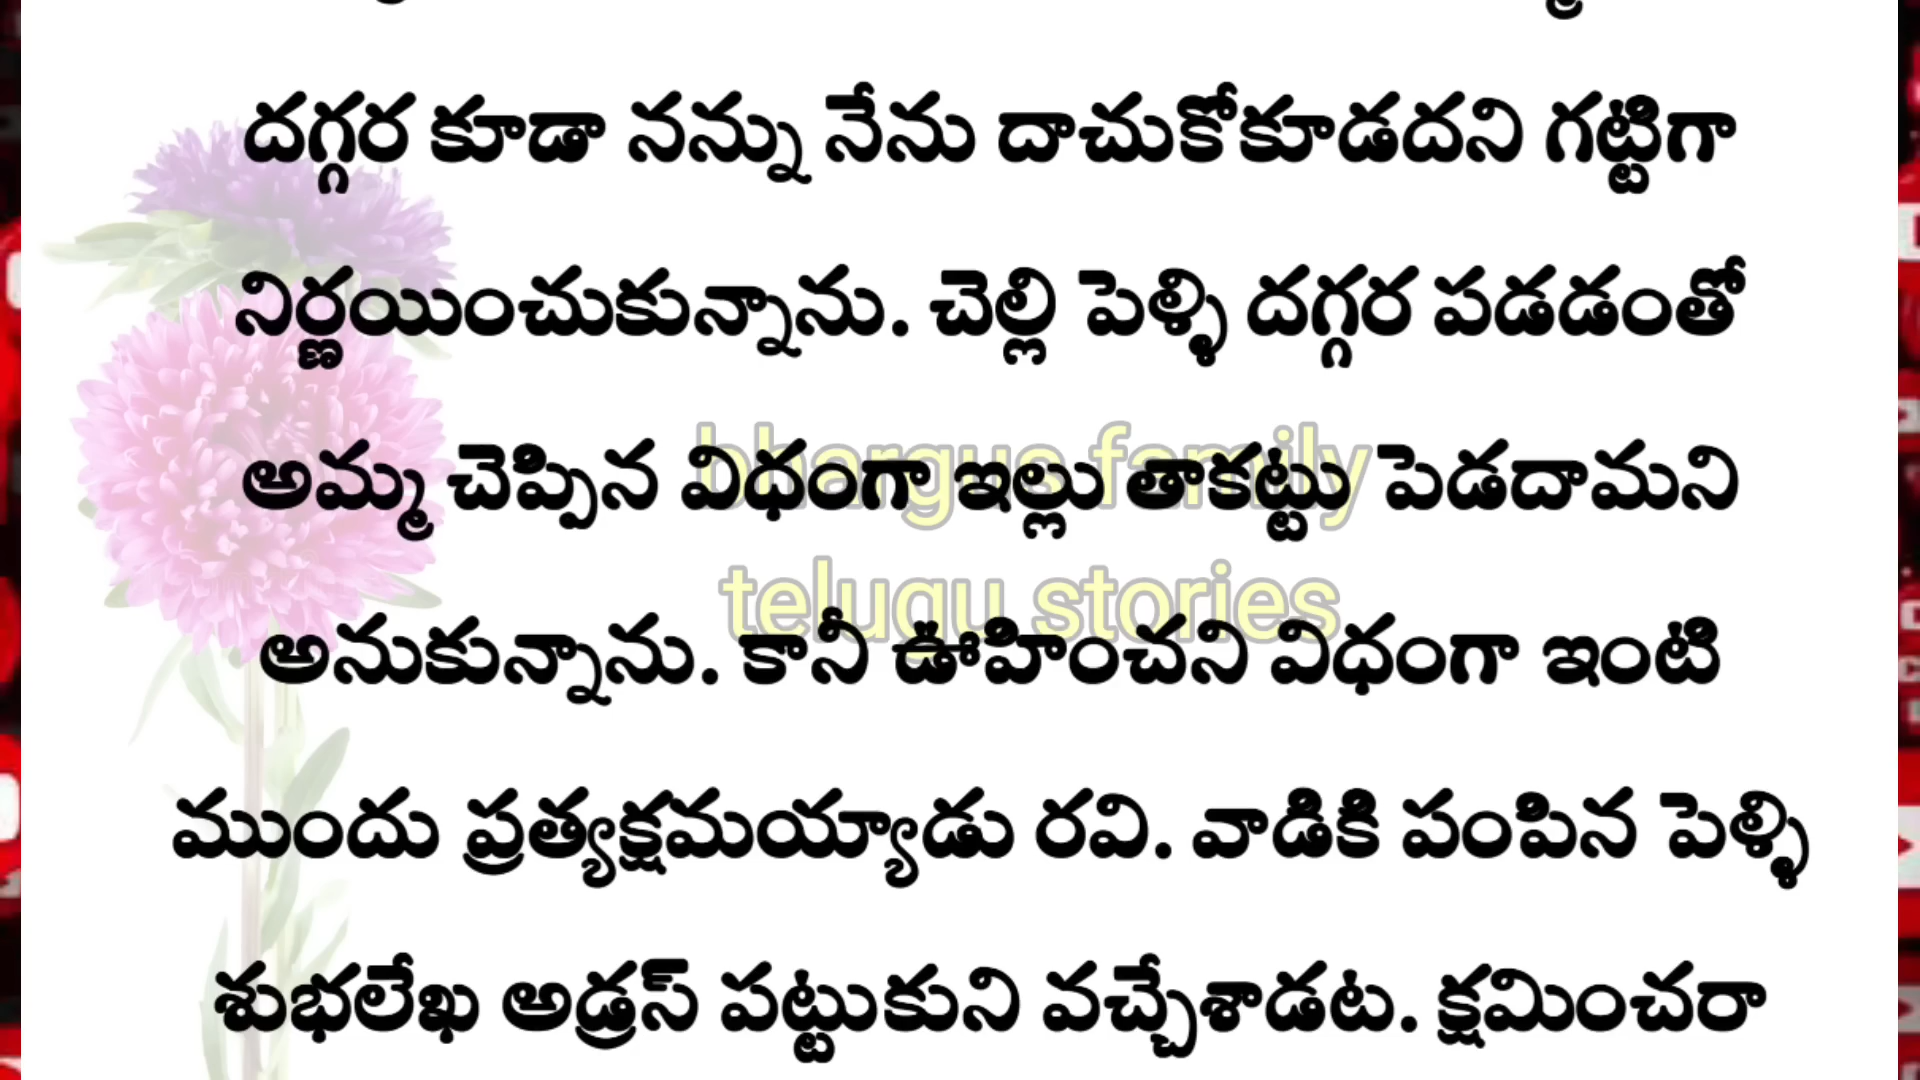 దగ్గర కూడా నన్ను నేను దాచుకోకూడదని గట్టిగా
నిర్ణయించుకున్నాను. చెల్లి పెళ్ళి దగ్గర పడడంతో
అమ్మ చెప్పిన విధంగా ఇల్లు తాకట్టు పెడదామని
bhargus family
telugu stories
అనుకున్నాను. కానీ ఊహించని విధంగా ఇంటి
ముందు ప్రత్యక్షమయ్యాడు రవి. వాడికి పంపిన పెళ్ళి
శుభలేఖ అడ్రస్ పట్టుకుని వచ్చేశాడట. క్షమించరా